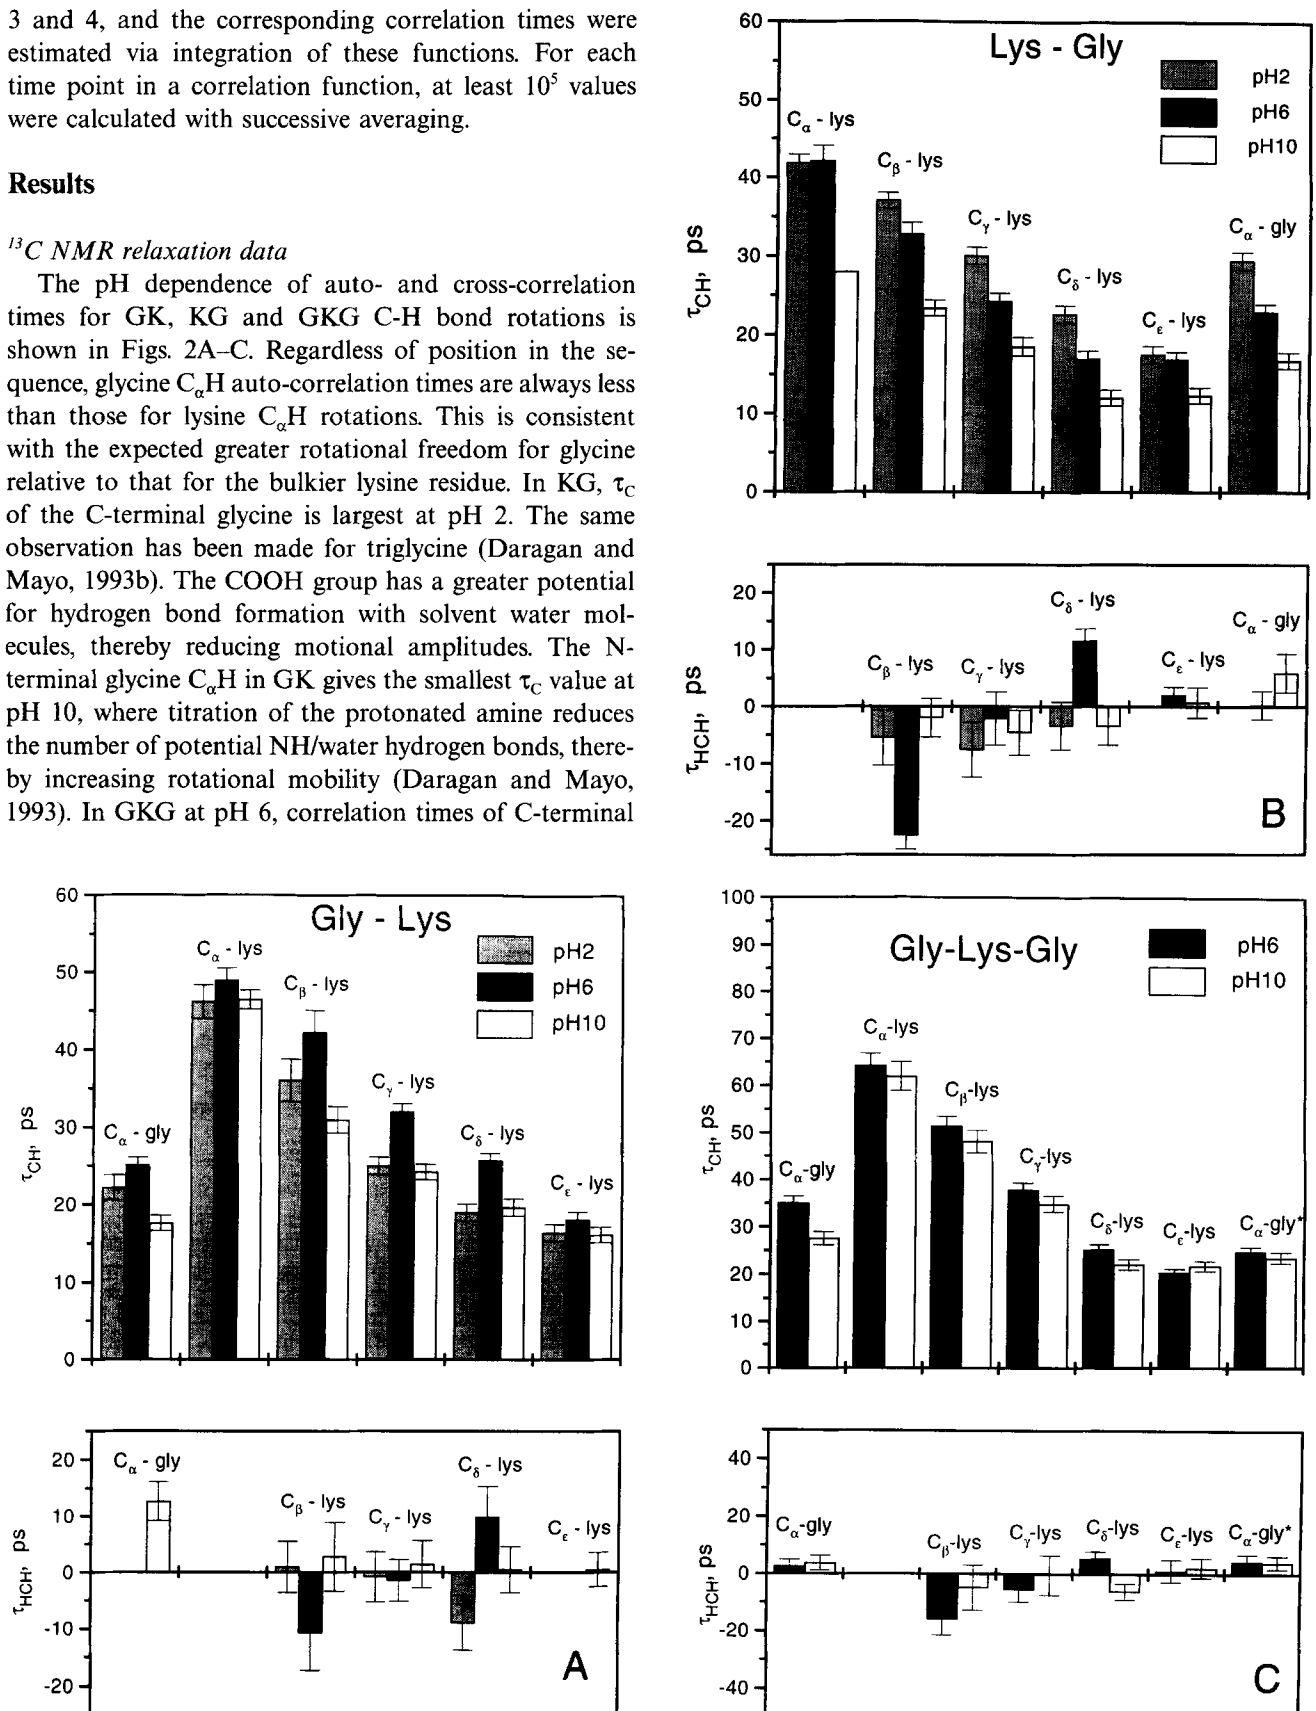 3 and 4, and the corresponding correlation times were
estimated via integration of these functions. For each
time point in a correlation function, at least 10⁵ values
were calculated with successive averaging.
Results
¹³C NMR relaxation data
The pH dependence of auto- and cross-correlation
times for GK, KG and GKG C-H bond rotations is
shown in Figs. 2A–C. Regardless of position in the se-
quence, glycine CαH auto-correlation times are always less
than those for lysine CαH rotations. This is consistent
with the expected greater rotational freedom for glycine
relative to that for the bulkier lysine residue. In KG, τC
of the C-terminal glycine is largest at pH 2. The same
observation has been made for triglycine (Daragan and
Mayo, 1993b). The COOH group has a greater potential
for hydrogen bond formation with solvent water mol-
ecules, thereby reducing motional amplitudes. The N-
terminal glycine CαH in GK gives the smallest τC value at
pH 10, where titration of the protonated amine reduces
the number of potential NH/water hydrogen bonds, there-
by increasing rotational mobility (Daragan and Mayo,
1993). In GKG at pH 6, correlation times of C-terminal
Lys - Gly
pH2
pH6
pH10
60
50
40
30
20
10
0
τCH, ps
Cα - lys
Cβ - lys
Cγ - lys
Cδ - lys
Cε - lys
Cα - gly
20
10
0
-10
-20
τHCH, ps
Cβ - lys
Cγ - lys
Cδ - lys
Cε - lys
Cα - gly
B
Gly - Lys
pH2
pH6
pH10
60
50
40
30
20
10
0
τCH, ps
Cα - gly
Cα - lys
Cβ - lys
Cγ - lys
Cδ - lys
Cε - lys
20
10
0
-10
-20
τHCH, ps
Cα - gly
Cβ - lys
Cγ - lys
Cδ - lys
Cε - lys
A
Gly-Lys-Gly
pH6
pH10
100
90
80
70
60
50
40
30
20
10
0
τCH, ps
Cα-gly
Cα-lys
Cβ-lys
Cγ-lys
Cδ-lys
Cε-lys
Cα-gly*
40
20
0
-20
-40
τHCH, ps
Cα-gly
Cβ-lys
Cγ-lys
Cδ-lys
Cε-lys
Cα-gly*
C